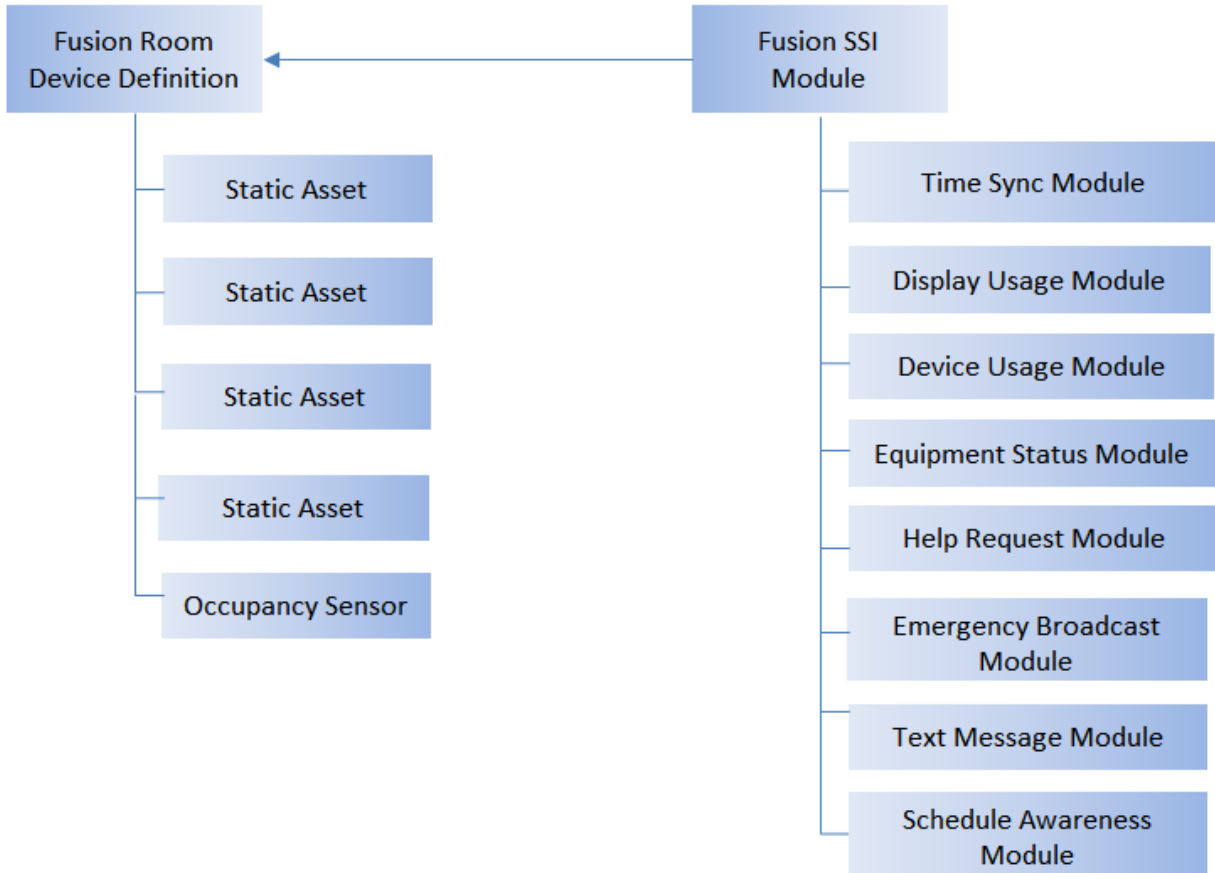 Fusion Room
Device Definition
Static Asset
Static Asset
Static Asset
Static Asset
Occupancy Sensor
Fusion SSI
Module
Time Sync Module
Display Usage Module
Device Usage Module
Equipment Status Module
Help Request Module
Emergency Broadcast
Module
Text Message Module
Schedule Awareness
Module